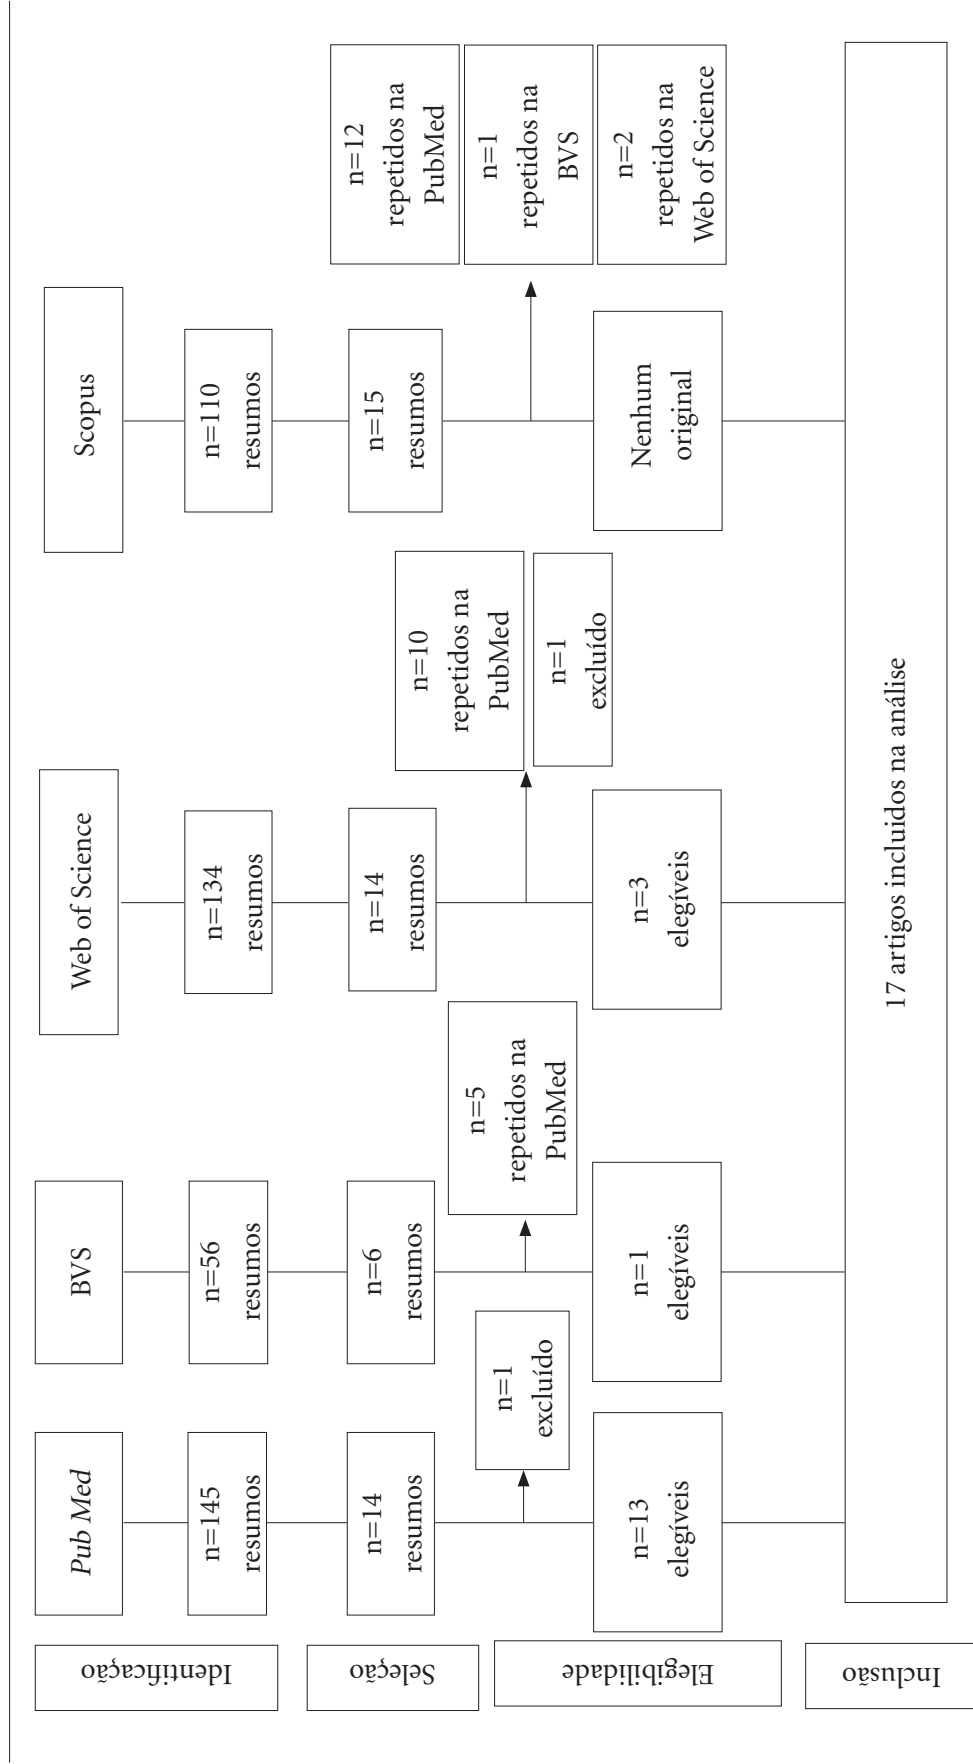 Identificação
Pub Med
BVS
Web of Science
Scopus
n=145
resumos
n=56
resumos
n=134
resumos
n=110
resumos
Seleção
n=14
resumos
n=6
resumos
n=14
resumos
n=15
resumos
Elegibilidade
n=1
excluído
n=5
repetidos na
PubMed
n=10
repetidos na
PubMed
n=1
excluído
n=12
repetidos na
PubMed
n=1
repetidos na
BVS
n=2
repetidos na
Web of Science
n=13
elegíveis
n=1
elegíveis
n=3
elegíveis
Nenhum
original
Inclusão
17 artigos incluidos na análise